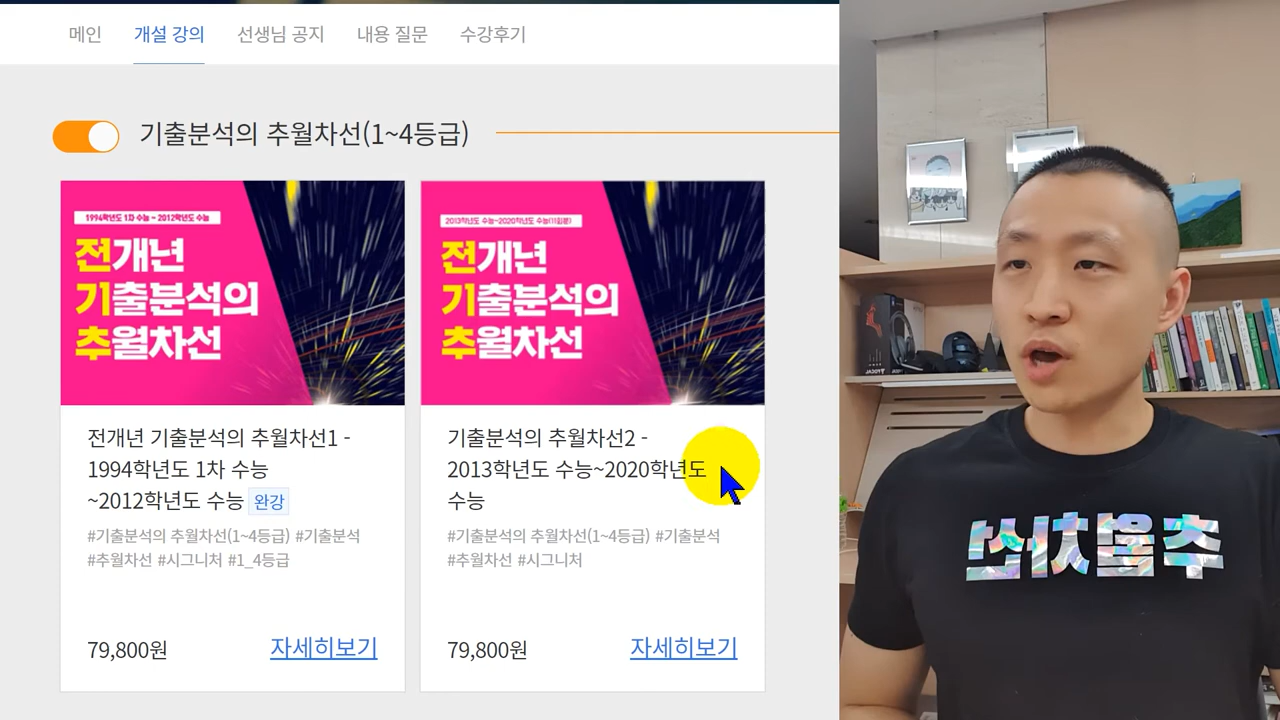 메인 개설 강의 선생님 공지 내용 질문 수강후기
기출분석의 추월차선(1~4등급)
1994학년도 1차 수능 ~ 2012학년도 수능
전개년
기출분석의
추월차선
전개년 기출분석의 추월차선1 -
1994학년도 1차 수능
~2012학년도 수능 완강
#기출분석의 추월차선(1~4등급) #기출분석
#추월차선 #시그니처 #1_4등급
79,800원 자세히보기
2013학년도 수능~2020학년도 수능(11회분)
전개년
기출분석의
추월차선
기출분석의 추월차선2 -
2013학년도 수능~2020학년도
수능
#기출분석의 추월차선(1~4등급) #기출분석
#추월차선 #시그니처
79,800원 자세히보기
추월차선